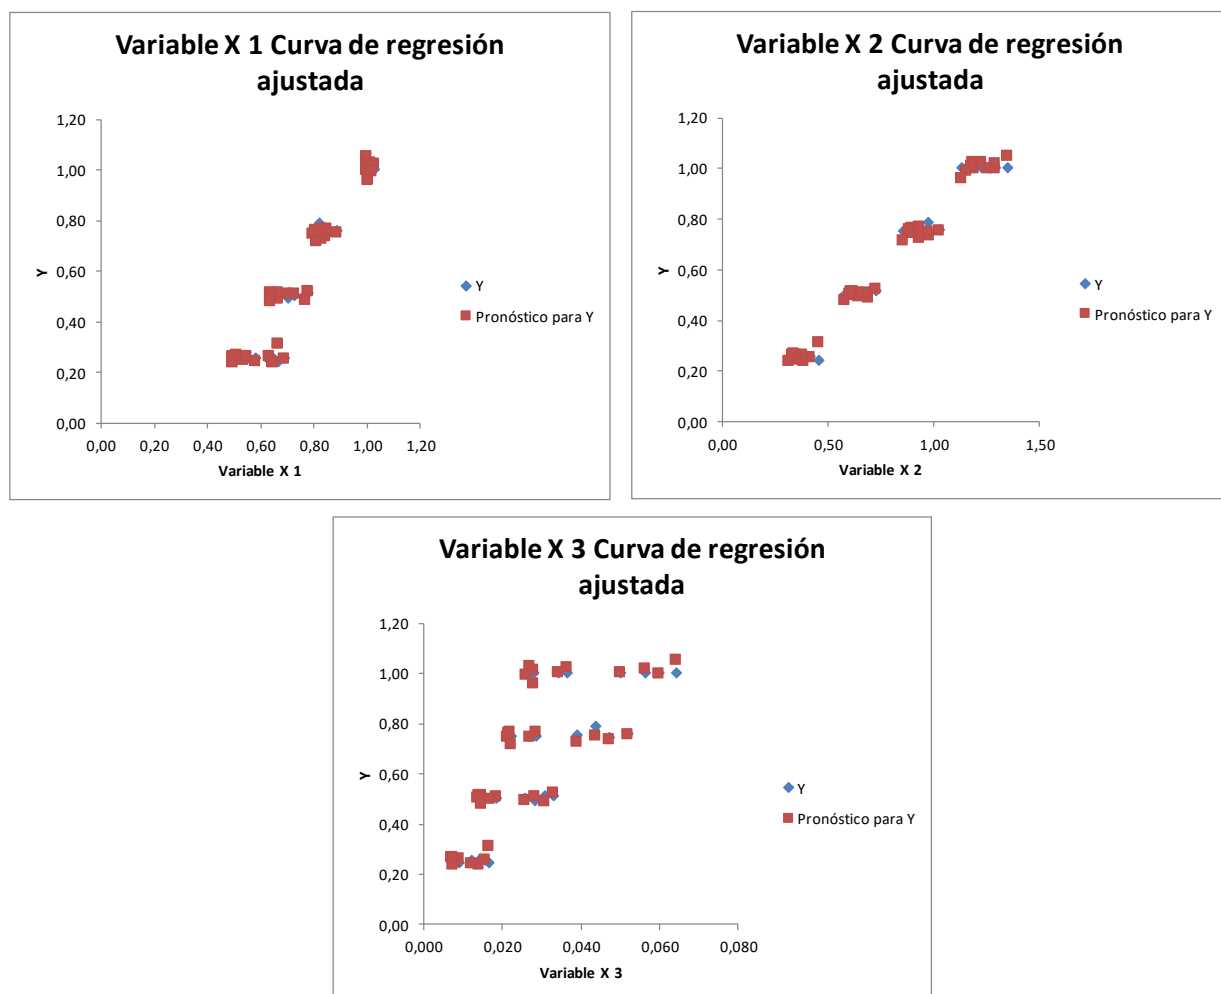 Variable X 1 Curva de regresión
ajustada
1,20
1,00
0,80
0,60
0,40
0,20
0,00
Y
0,00 0,20 0,40 0,60 0,80 1,00 1,20
Variable X 1
Y
Pronóstico para Y
Variable X 2 Curva de regresión
ajustada
1,20
1,00
0,80
0,60
0,40
0,20
0,00
Y
0,00 0,50 1,00 1,50
Variable X 2
Y
Pronóstico para Y
Variable X 3 Curva de regresión
ajustada
1,20
1,00
0,80
0,60
0,40
0,20
0,00
Y
0,000 0,020 0,040 0,060 0,080
Variable X 3
Y
Pronóstico para Y